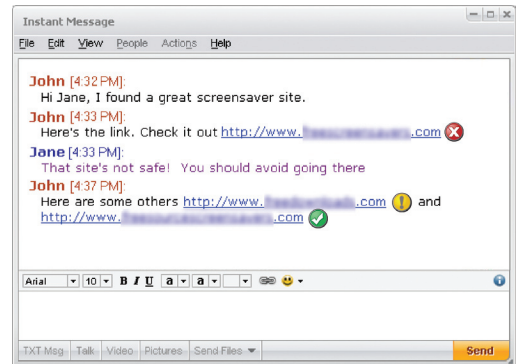 Instant Message
File Edit View People Actions Help
John [4:32 PM]:
Hi Jane, I found a great screensaver site.
John [4:33 PM]:
Here's the link. Check it out http://www. .com
Jane [4:33 PM]:
That site's not safe! You should avoid going there
John [4:37 PM]:
Here are some others http://www. .com and
http://www. .com
Arial 10 B I U a a
TXT Msg Talk Video Pictures Send Files Send